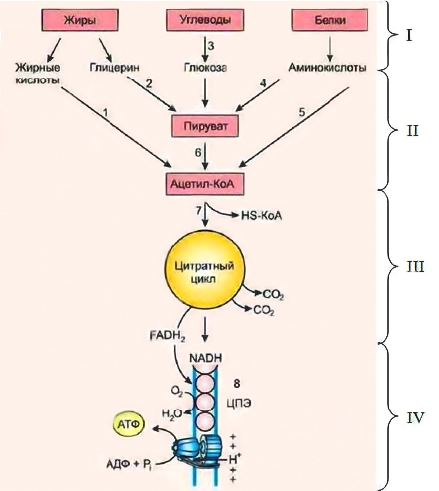 Жиры
Углеводы
Белки
I
3
Жирные
кислоты
Глицерин
Глюкоза
Аминокислоты
2
4
1
5
Пируват
II
6
Ацетил-КоА
7
HS-КоА
Цитратный
цикл
III
CO2
CO2
FADH2
NADH
8
O2
ЦПЭ
H2O
IV
АТФ
+
+
АДФ + Pi
H+
+
+
+